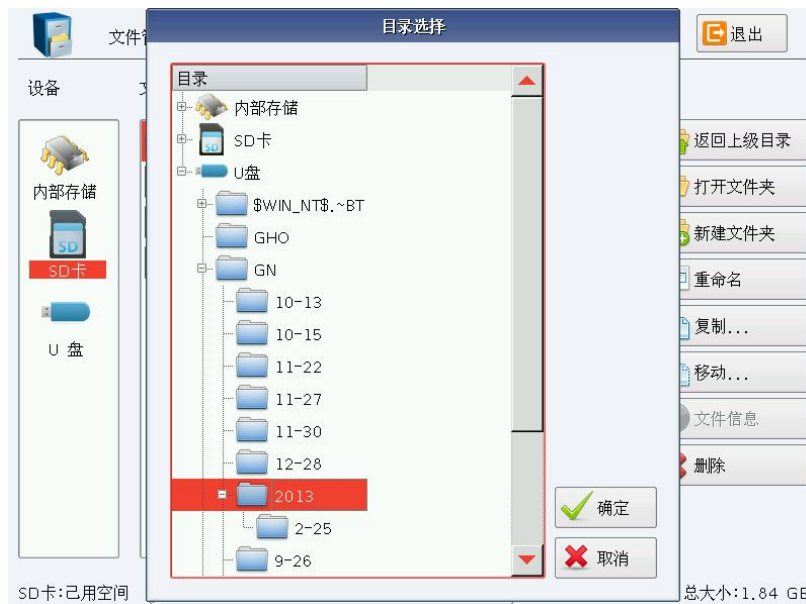 目录选择
文件管
退出
设备
目录
内部存储
SD卡
U盘
$WIN_NT$.~BT
GHO
GN
10-13
10-15
11-22
11-27
11-30
12-28
2013
2-25
9-26
内部存储
SD
SD卡
U 盘
返回上级目录
打开文件夹
新建文件夹
重命名
复制...
移动...
文件信息
删除
确定
取消
SD卡:己用空间
总大小:1.84 GB